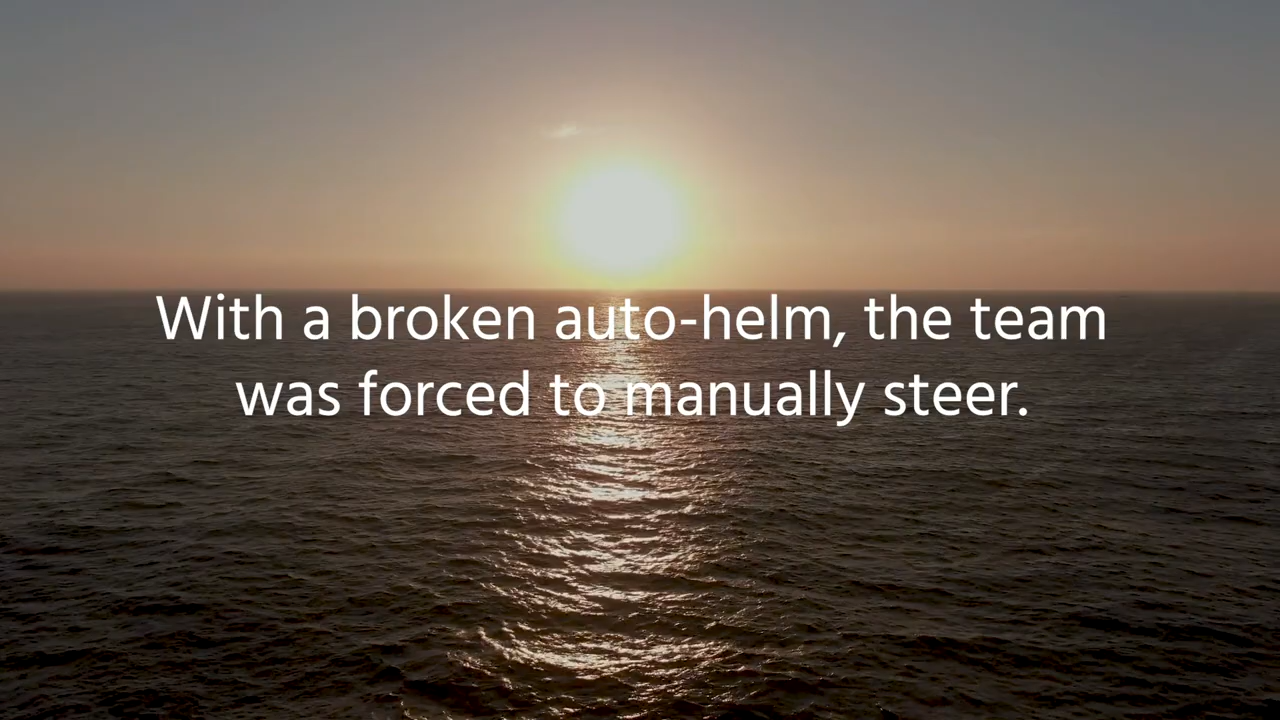 With a broken auto-helm, the team
was forced to manually steer.